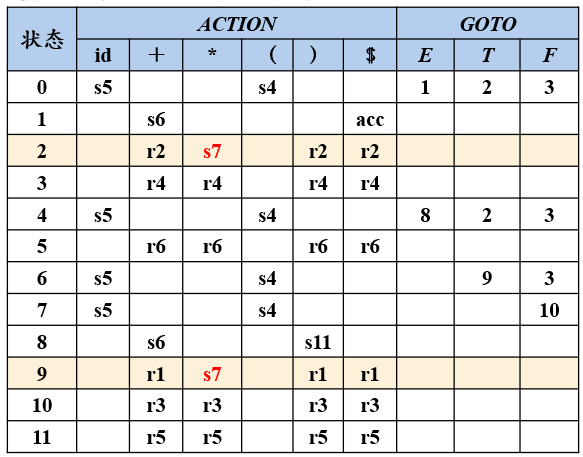 状态 ACTION GOTO
id + * ( ) $ E T F
0 s5 s4 1 2 3
1 s6 acc
2 r2 s7 r2 r2
3 r4 r4 r4 r4
4 s5 s4 8 2 3
5 r6 r6 r6 r6
6 s5 s4 9 3
7 s5 s4 10
8 s6 s11
9 r1 s7 r1 r1
10 r3 r3 r3 r3
11 r5 r5 r5 r5